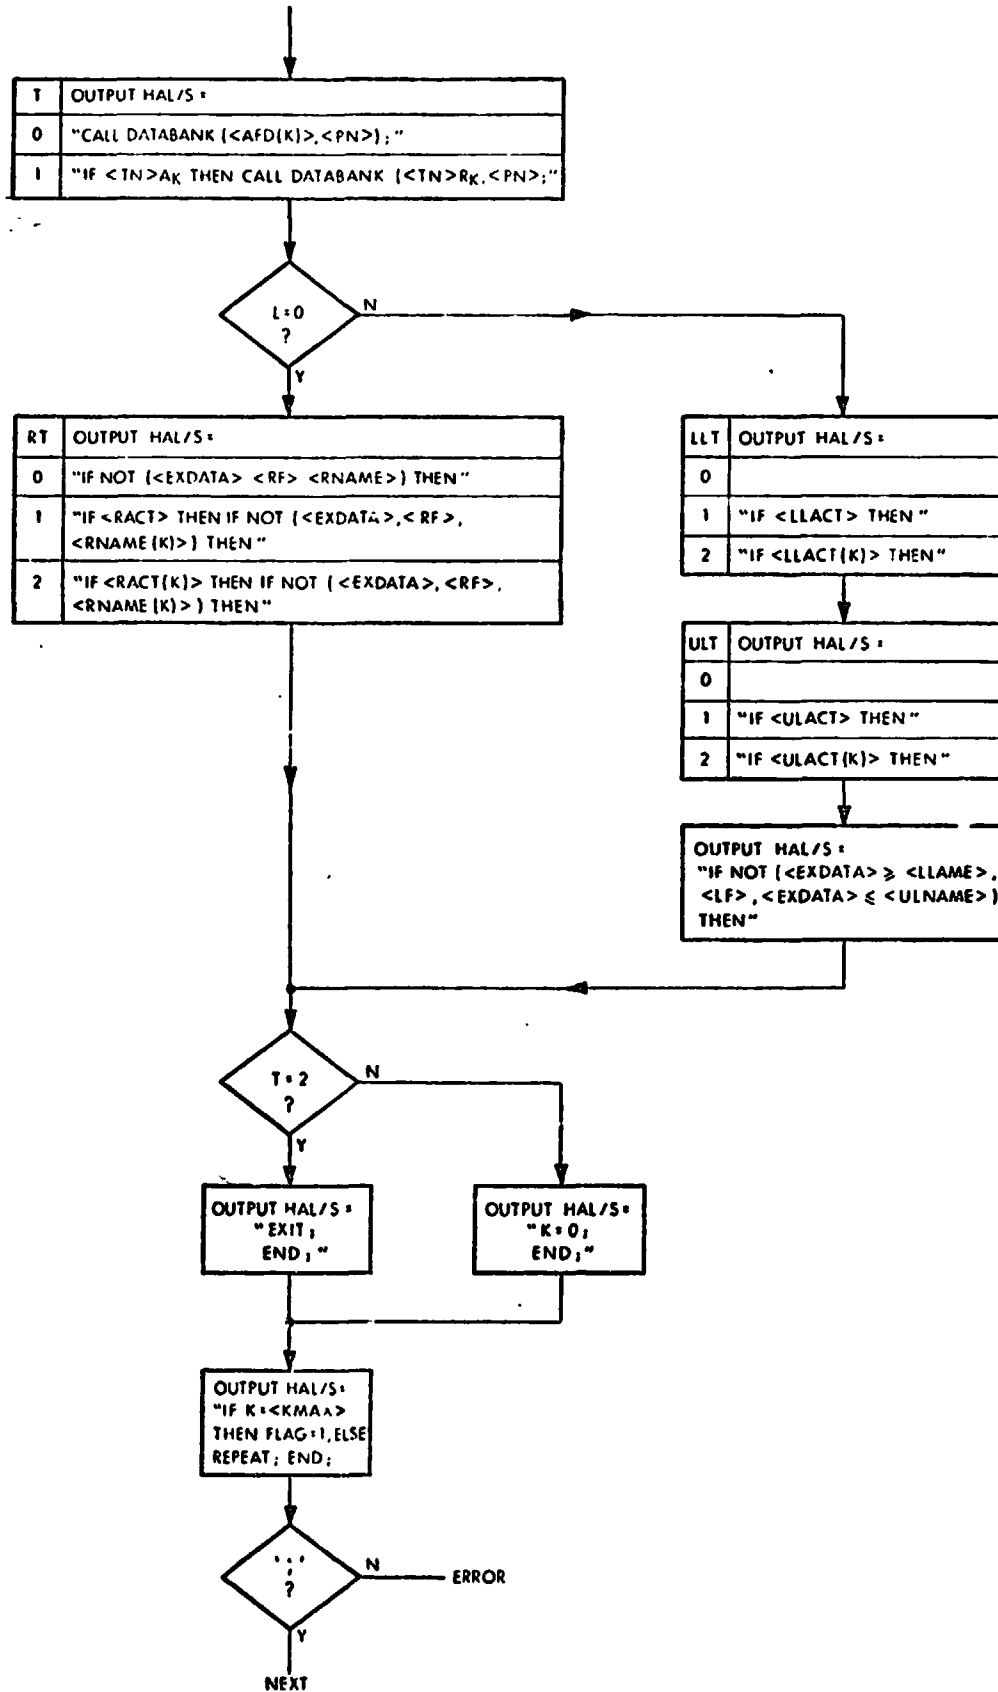 T OUTPUT HAL/S =
0 "CALL DATABANK (<AFD(K)>,<PN>);"
1 "IF <TN>AK THEN CALL DATABANK (<TN>RK,<PN>;"
L=0
?
N
Y
RT OUTPUT HAL/S =
0 "IF NOT (<EXDATA> <RF> <RNAME>) THEN"
1 "IF <RACT> THEN IF NOT (<EXDATA>,<RF>,
<RNAME(K)>) THEN"
2 "IF <RACT(K)> THEN IF NOT (<EXDATA>,<RF>,
<RNAME(K)>) THEN"
LLT OUTPUT HAL/S =
0
1 "IF <LLACT> THEN"
2 "IF <LLACT(K)> THEN"
ULT OUTPUT HAL/S =
0
1 "IF <ULACT> THEN"
2 "IF <ULACT(K)> THEN"
OUTPUT HAL/S =
"IF NOT (<EXDATA> ⩾ <LLAME>,
<LF>,<EXDATA> ⩽ <ULNAME>)
THEN"
T=2
?
N
Y
OUTPUT HAL/S =
"EXIT;
END;"
OUTPUT HAL/S=
"K=0;
END;"
OUTPUT HAL/S=
"IF K=<KMAX>
THEN FLAG=1,ELSE
REPEAT; END;
';'
?
N
ERROR
Y
NEXT